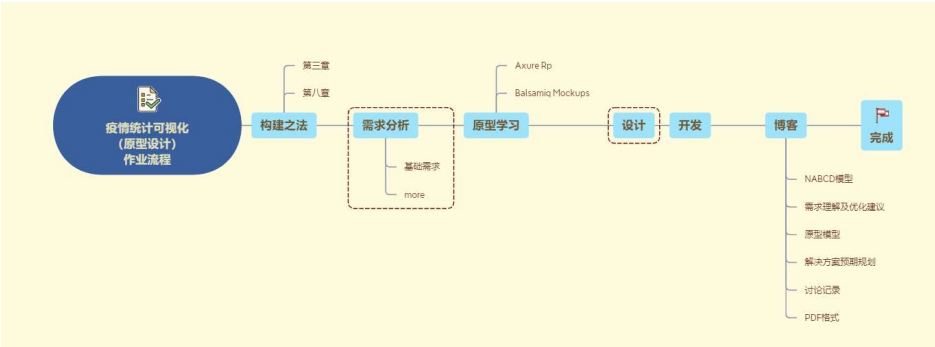 疫情统计可视化
（原型设计）
作业流程
构建之法
第三章
第八章
需求分析
基础需求
more
原型学习
Axure Rp
Balsamiq Mockups
设计
开发
博客
NABCD模型
需求理解及优化建议
原型模型
解决方案预期规划
讨论记录
PDF格式
完成